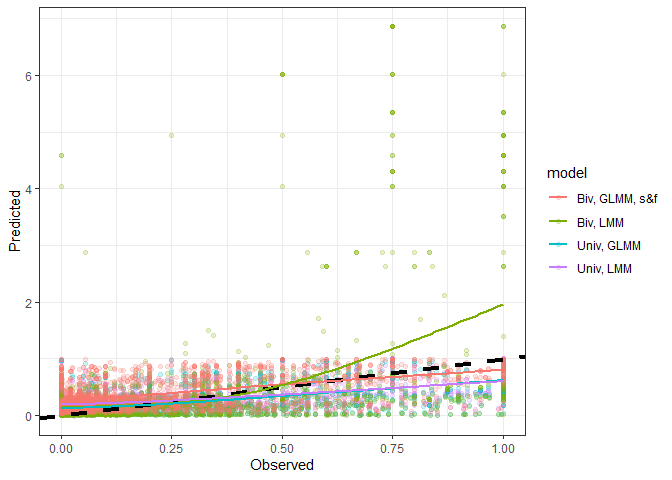 6
4
2
0
Predicted
0.00 0.25 0.50 0.75 1.00
Observed
model
Biv, GLMM, s&f
Biv, LMM
Univ, GLMM
Univ, LMM